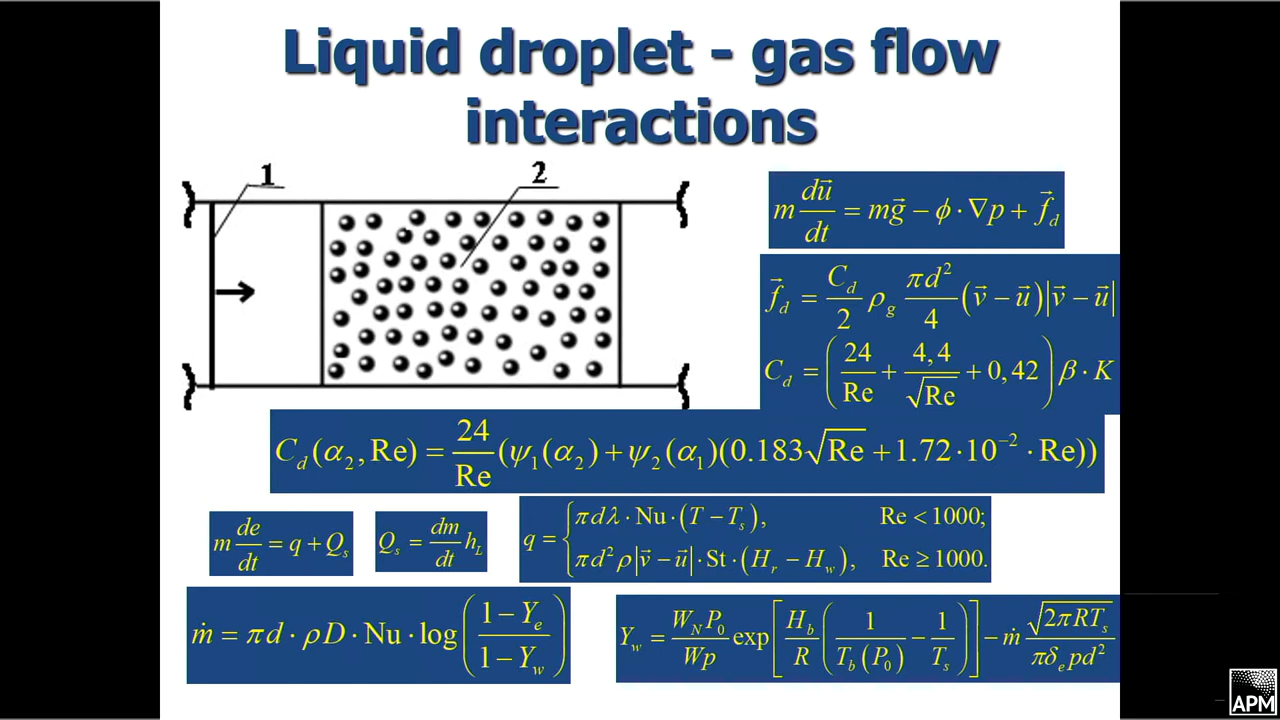 Liquid droplet - gas flow
interactions
1
2
m du⃗/dt = mg⃗ − ϕ·∇p + f⃗_d
f⃗_d = C_d/2 ρ_g πd²/4 (v⃗ − u⃗)|v⃗ − u⃗|
C_d = (24/Re + 4,4/√Re + 0,42) β·K
C_d(α₂, Re) = 24/Re (ψ₁(α₂) + ψ₂(α₁)(0.183√Re + 1.72·10⁻²·Re))
m de/dt = q + Q_s
Q_s = dm/dt h_L
q = { πdλ·Nu·(T − T_s), Re < 1000;
πd²ρ|v⃗ − u⃗|·St·(H_r − H_w), Re ≥ 1000.
ṁ = πd·ρD·Nu·log((1 − Y_e)/(1 − Y_w))
Y_w = W_N P_0/Wp exp[H_b/R (1/T_b(P_0) − 1/T_s)] − ṁ √(2πRT_s)/(πδ_e pd²)
APM